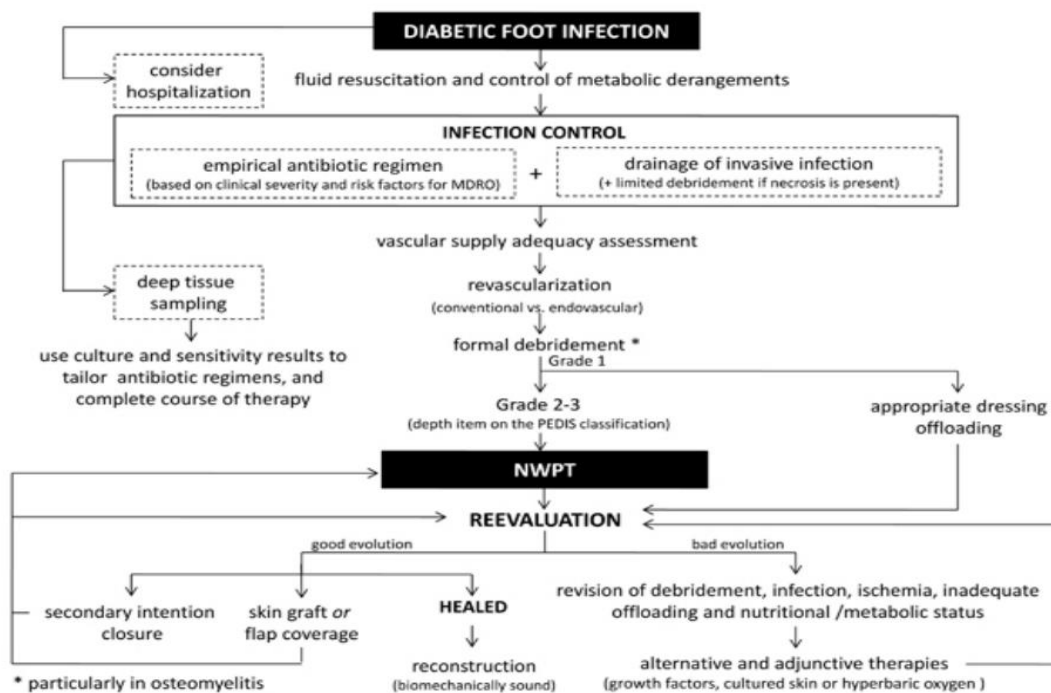 DIABETIC FOOT INFECTION
consider
hospitalization
fluid resuscitation and control of metabolic derangements
INFECTION CONTROL
empirical antibiotic regimen
(based on clinical severity and risk factors for MDRO)
+
drainage of invasive infection
(+ limited debridement if necrosis is present)
vascular supply adequacy assessment
deep tissue
sampling
revascularization
(conventional vs. endovascular)
use culture and sensitivity results to
tailor antibiotic regimens, and
complete course of therapy
formal debridement *
Grade 1
Grade 2-3
(depth item on the PEDIS classification)
appropriate dressing
offloading
NWPT
REEVALUATION
good evolution
bad evolution
secondary intention
closure
skin graft or
flap coverage
HEALED
reconstruction
(biomechanically sound)
revision of debridement, infection, ischemia, inadequate
offloading and nutritional /metabolic status
alternative and adjunctive therapies
(growth factors, cultured skin or hyperbaric oxygen )
* particularly in osteomyelitis